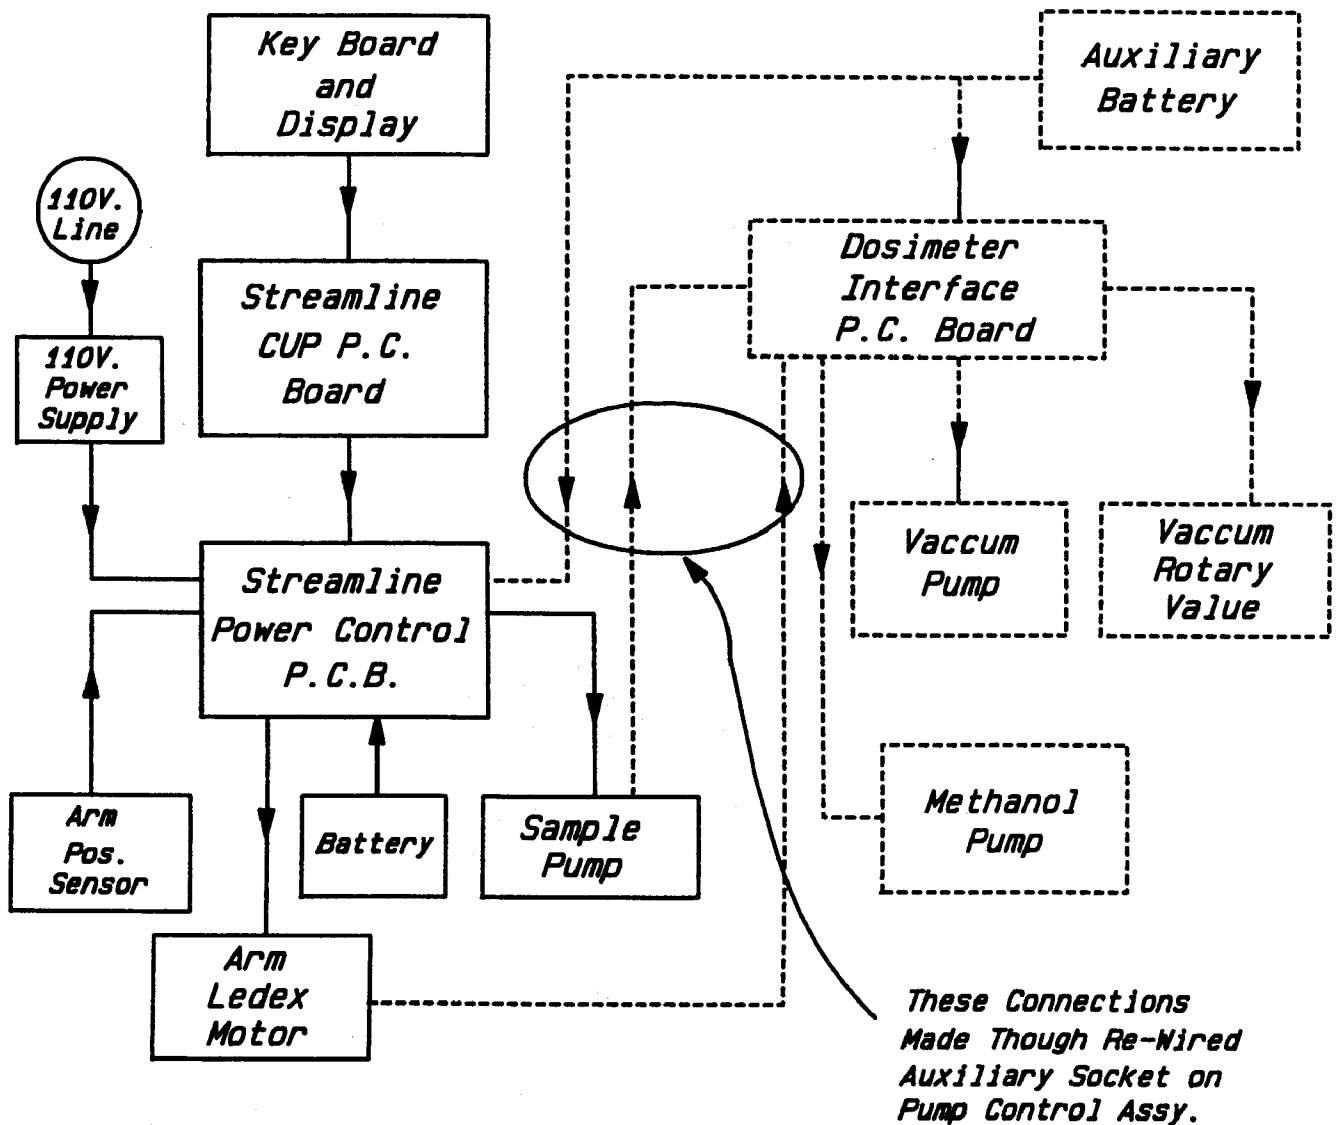 Key Board
and
Display
Auxiliary
Battery
110V.
Line
Streamline
CUP P.C.
Board
Dosimeter
Interface
P.C. Board
110V.
Power
Supply
Streamline
Power Control
P.C.B.
Vaccum
Pump
Vaccum
Rotary
Value
Arm
Pos.
Sensor
Battery
Sample
Pump
Methanol
Pump
Arm
Ledex
Motor
These Connections
Made Though Re-Wired
Auxiliary Socket on
Pump Control Assy.